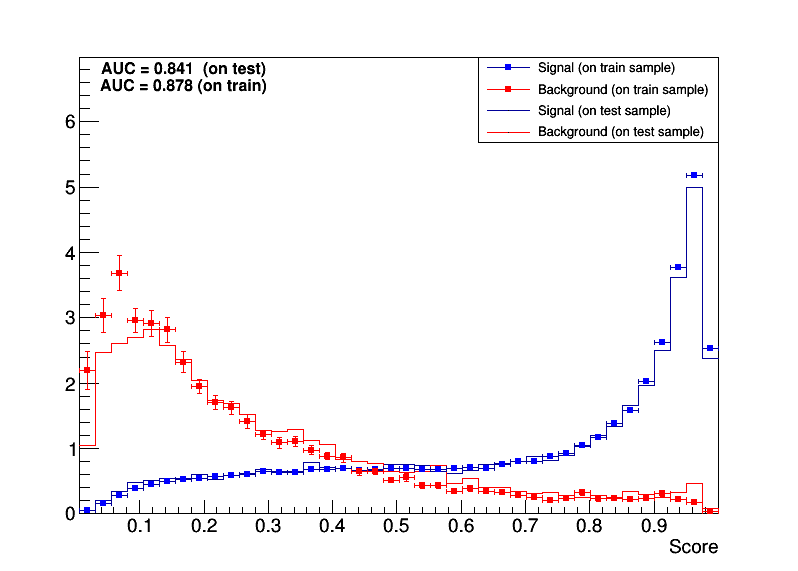 AUC = 0.841 (on test)
AUC = 0.878 (on train)
Signal (on train sample)
Background (on train sample)
Signal (on test sample)
Background (on test sample)
6
5
4
3
2
1
0
0.1 0.2 0.3 0.4 0.5 0.6 0.7 0.8 0.9
Score